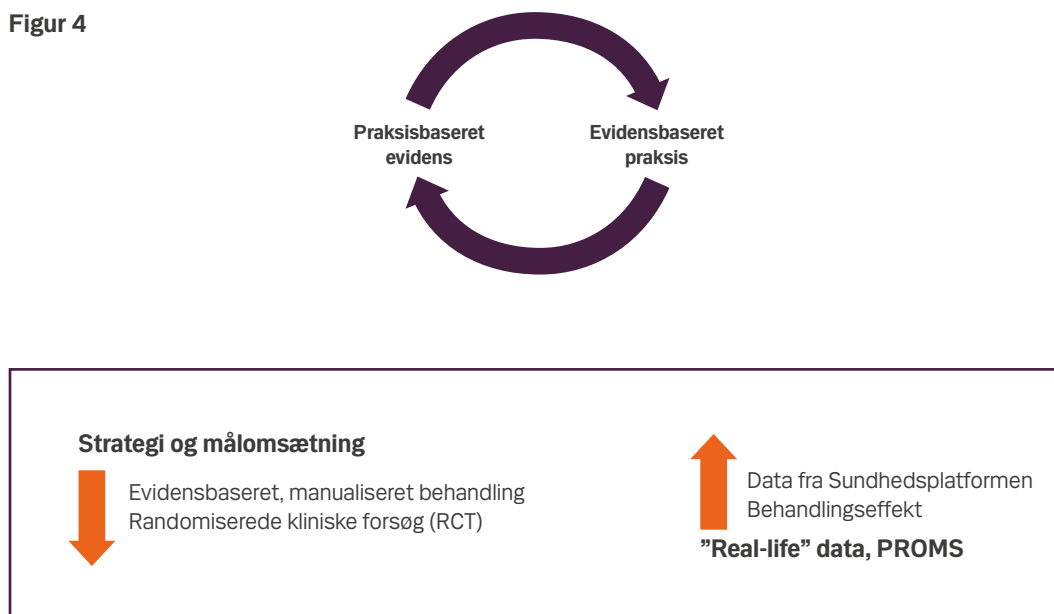 Figur 4
Praksisbaseret
evidens
Evidensbaseret
praksis
Strategi og målomsætning
Evidensbaseret, manualiseret behandling
Randomiserede kliniske forsøg (RCT)
Data fra Sundhedsplatformen
Behandlingseffekt
”Real-life” data, PROMS